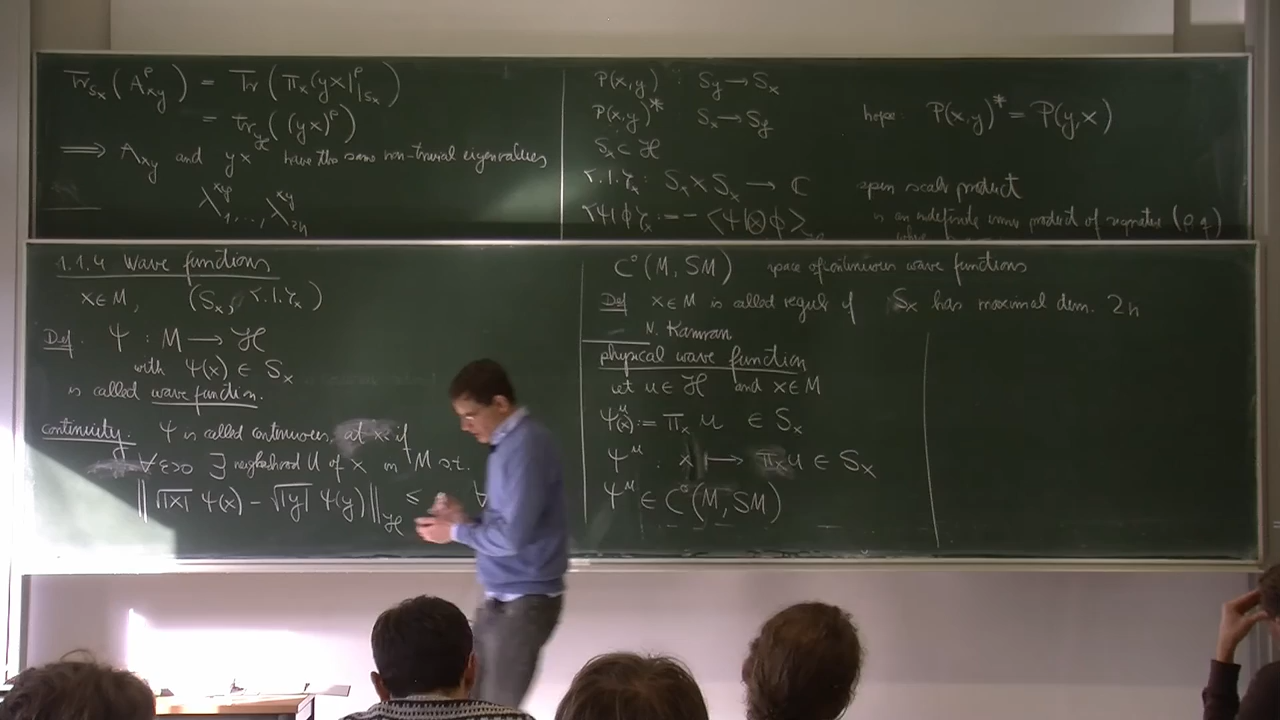 Tr_{S_x}(A^p_{xy}) = Tr(π_x(yx)^p|_{S_x})
= tr_ℋ((yx)^p)
⟹ A_{xy} and yx have the same non-trivial eigenvalues
λ^{xy}_1, ..., λ^{xy}_{2n}
P(x,y) : S_y → S_x
P(x,y)* S_x → S_y
hope: P(x,y)* = P(y,x)
S_x ⊂ ℋ
≺.|.≻_x : S_x × S_x → ℂ spin scalar product
≺ψ|ϕ≻_x := − ⟨ψ|xϕ⟩_ℋ is an indefinite inner product of signature (p,q)
1.1.4 Wave functions
x∈M, (S_x, ≺.|.≻_x)
Def. ψ : M → ℋ
with ψ(x) ∈ S_x
is called wave function.
continuity. ψ is called continuous, at x if
∀ε>0 ∃ neighborhood U of x in M s.t.
‖√|x| ψ(x) − √|y| ψ(y)‖_ℋ ≤ ∀
C°(M, SM) space of continuous wave functions
Def x∈M is called regular if S_x has maximal dim. 2n
N. Kamran
physical wave function
let u∈ℋ and x∈M
ψ^u(x) := π_x u ∈ S_x
ψ^u : x ↦ π_x u ∈ S_x
ψ^u ∈ C°(M, SM)